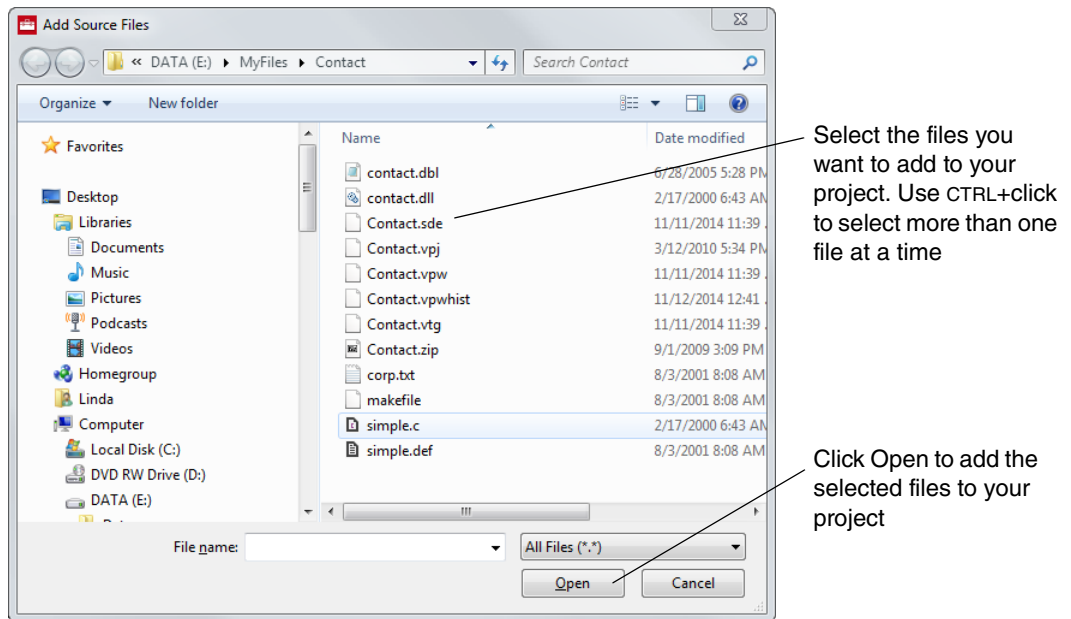 Add Source Files
« DATA (E:) ▸ MyFiles ▸ Contact
Search Contact
Organize
New folder
Favorites
Desktop
Libraries
Documents
Music
Pictures
Podcasts
Videos
Homegroup
Linda
Computer
Local Disk (C:)
DVD RW Drive (D:)
DATA (E:)
Name Date modified
contact.dbl 6/28/2005 5:28 PM
contact.dll 2/17/2000 6:43 AM
Contact.sde 11/11/2014 11:39
Contact.vpj 3/12/2010 5:34 PM
Contact.vpw 11/11/2014 11:39
Contact.vpwhist 11/12/2014 12:41
Contact.vtg 11/11/2014 11:39
Contact.zip 9/1/2009 3:09 PM
corp.txt 8/3/2001 8:08 AM
makefile 8/3/2001 8:08 AM
simple.c 2/17/2000 6:43 AM
simple.def 8/3/2001 8:08 AM
File name:
All Files (*.*)
Open
Cancel
Select the files you
want to add to your
project. Use CTRL+click
to select more than one
file at a time
Click Open to add the
selected files to your
project